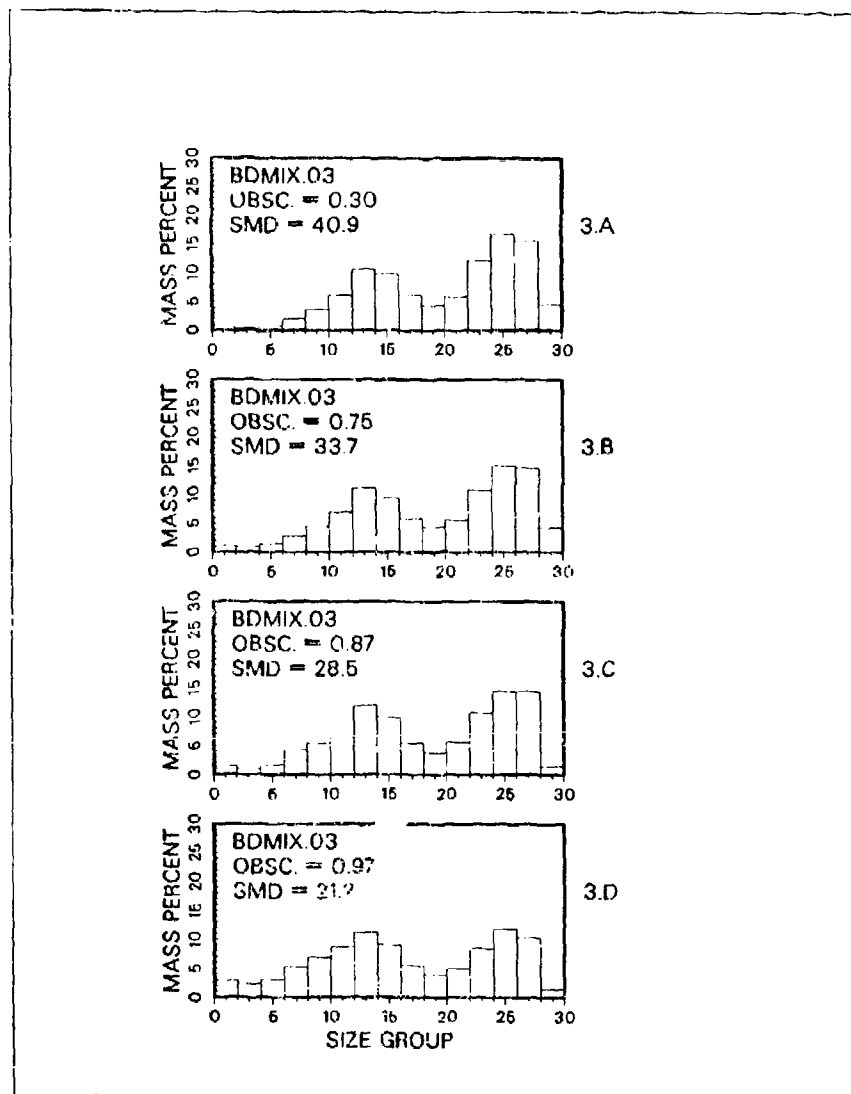 MASS PERCENT
0 5 10 15 20 25 30
BDMIX.03
OBSC. = 0.30
SMD = 40.9
3.A
0 5 10 15 20 25 30
MASS PERCENT
0 5 10 15 20 25 30
BDMIX.03
OBSC. = 0.75
SMD = 33.7
3.B
0 5 10 15 20 25 30
MASS PERCENT
0 5 10 15 20 25 30
BDMIX.03
OBSC. = 0.87
SMD = 28.5
3.C
0 5 10 15 20 25 30
MASS PERCENT
0 5 10 15 20 25 30
BDMIX.03
OBSC. = 0.97
SMD =
3.D
0 5 10 15 20 25 30
SIZE GROUP